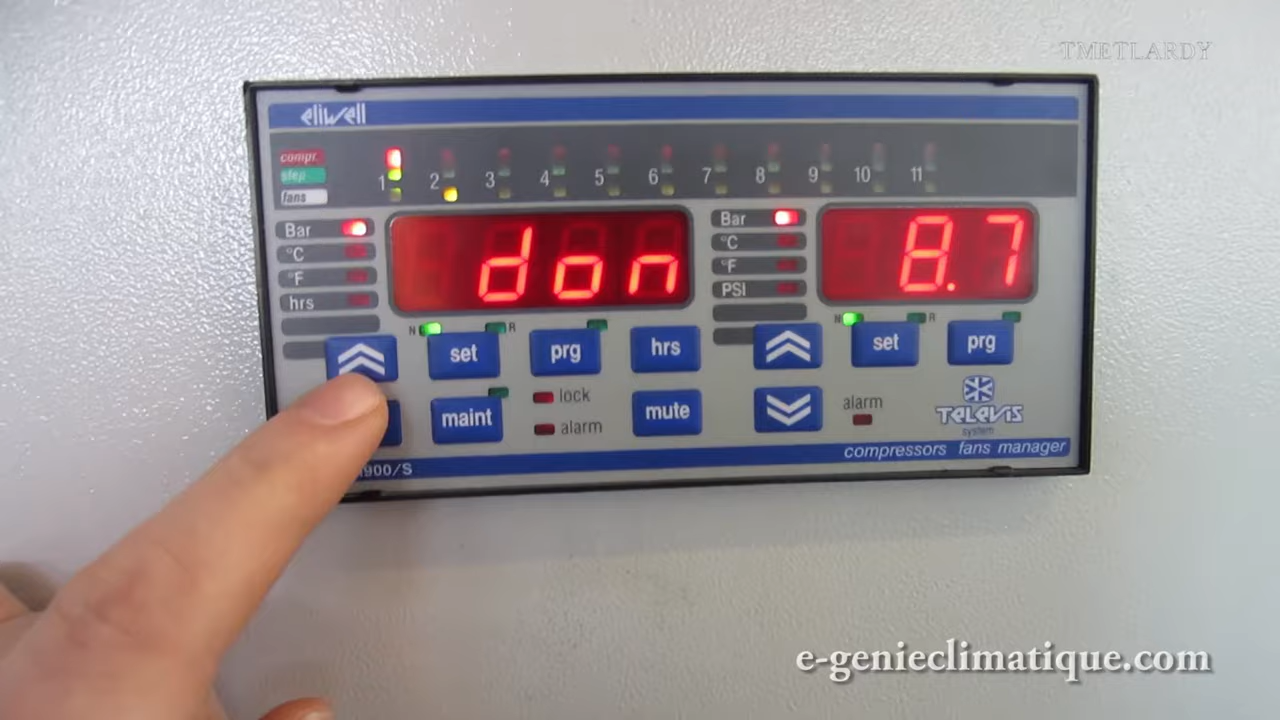 TMETLARDY
eliwell
compr.
step
fans
1 2 3 4 5 6 7 8 9 10 11
Bar
°C
°F
hrs
don
Bar
°C
°F
PSI
8.7
N R
set prg hrs
maint lock
alarm
mute
N R
set prg
alarm
TELEVIS
system
compressors fans manager
900/S
e-genieclimatique.com